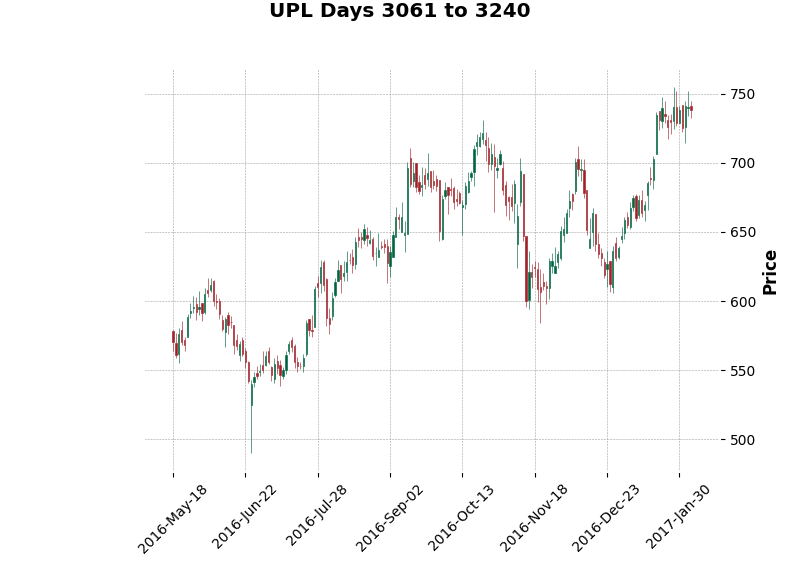 UPL Days 3061 to 3240
750
700
650
600
550
500
Price
2016-May-18
2016-Jun-22
2016-Jul-28
2016-Sep-02
2016-Oct-13
2016-Nov-18
2016-Dec-23
2017-Jan-30